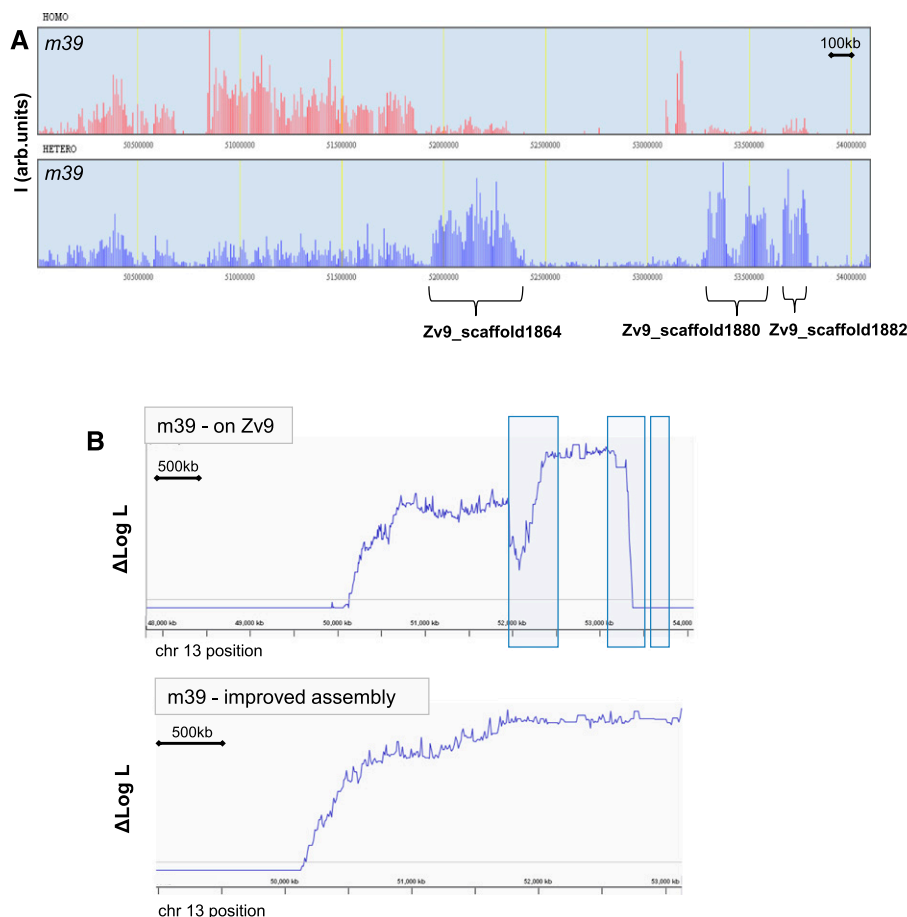 HOMO
A
m39
100kb
50500000 51000000 51500000 52000000 52500000 53000000 53500000 54000000
I (arb.units)
HETERO
m39
50500000 51000000 51500000 52000000 52500000 53000000 53500000 54000000
Zv9_scaffold1864 Zv9_scaffold1880 Zv9_scaffold1882
B
m39 - on Zv9
500kb
ΔLog L
48,000 kb 49,000 kb 50,000 kb 51,000 kb 52,000 kb 53,000 kb 54,000
chr 13 position
m39 - improved assembly
500kb
ΔLog L
50,000 kb 51,000 kb 52,000 kb 53,000 kb
chr 13 position